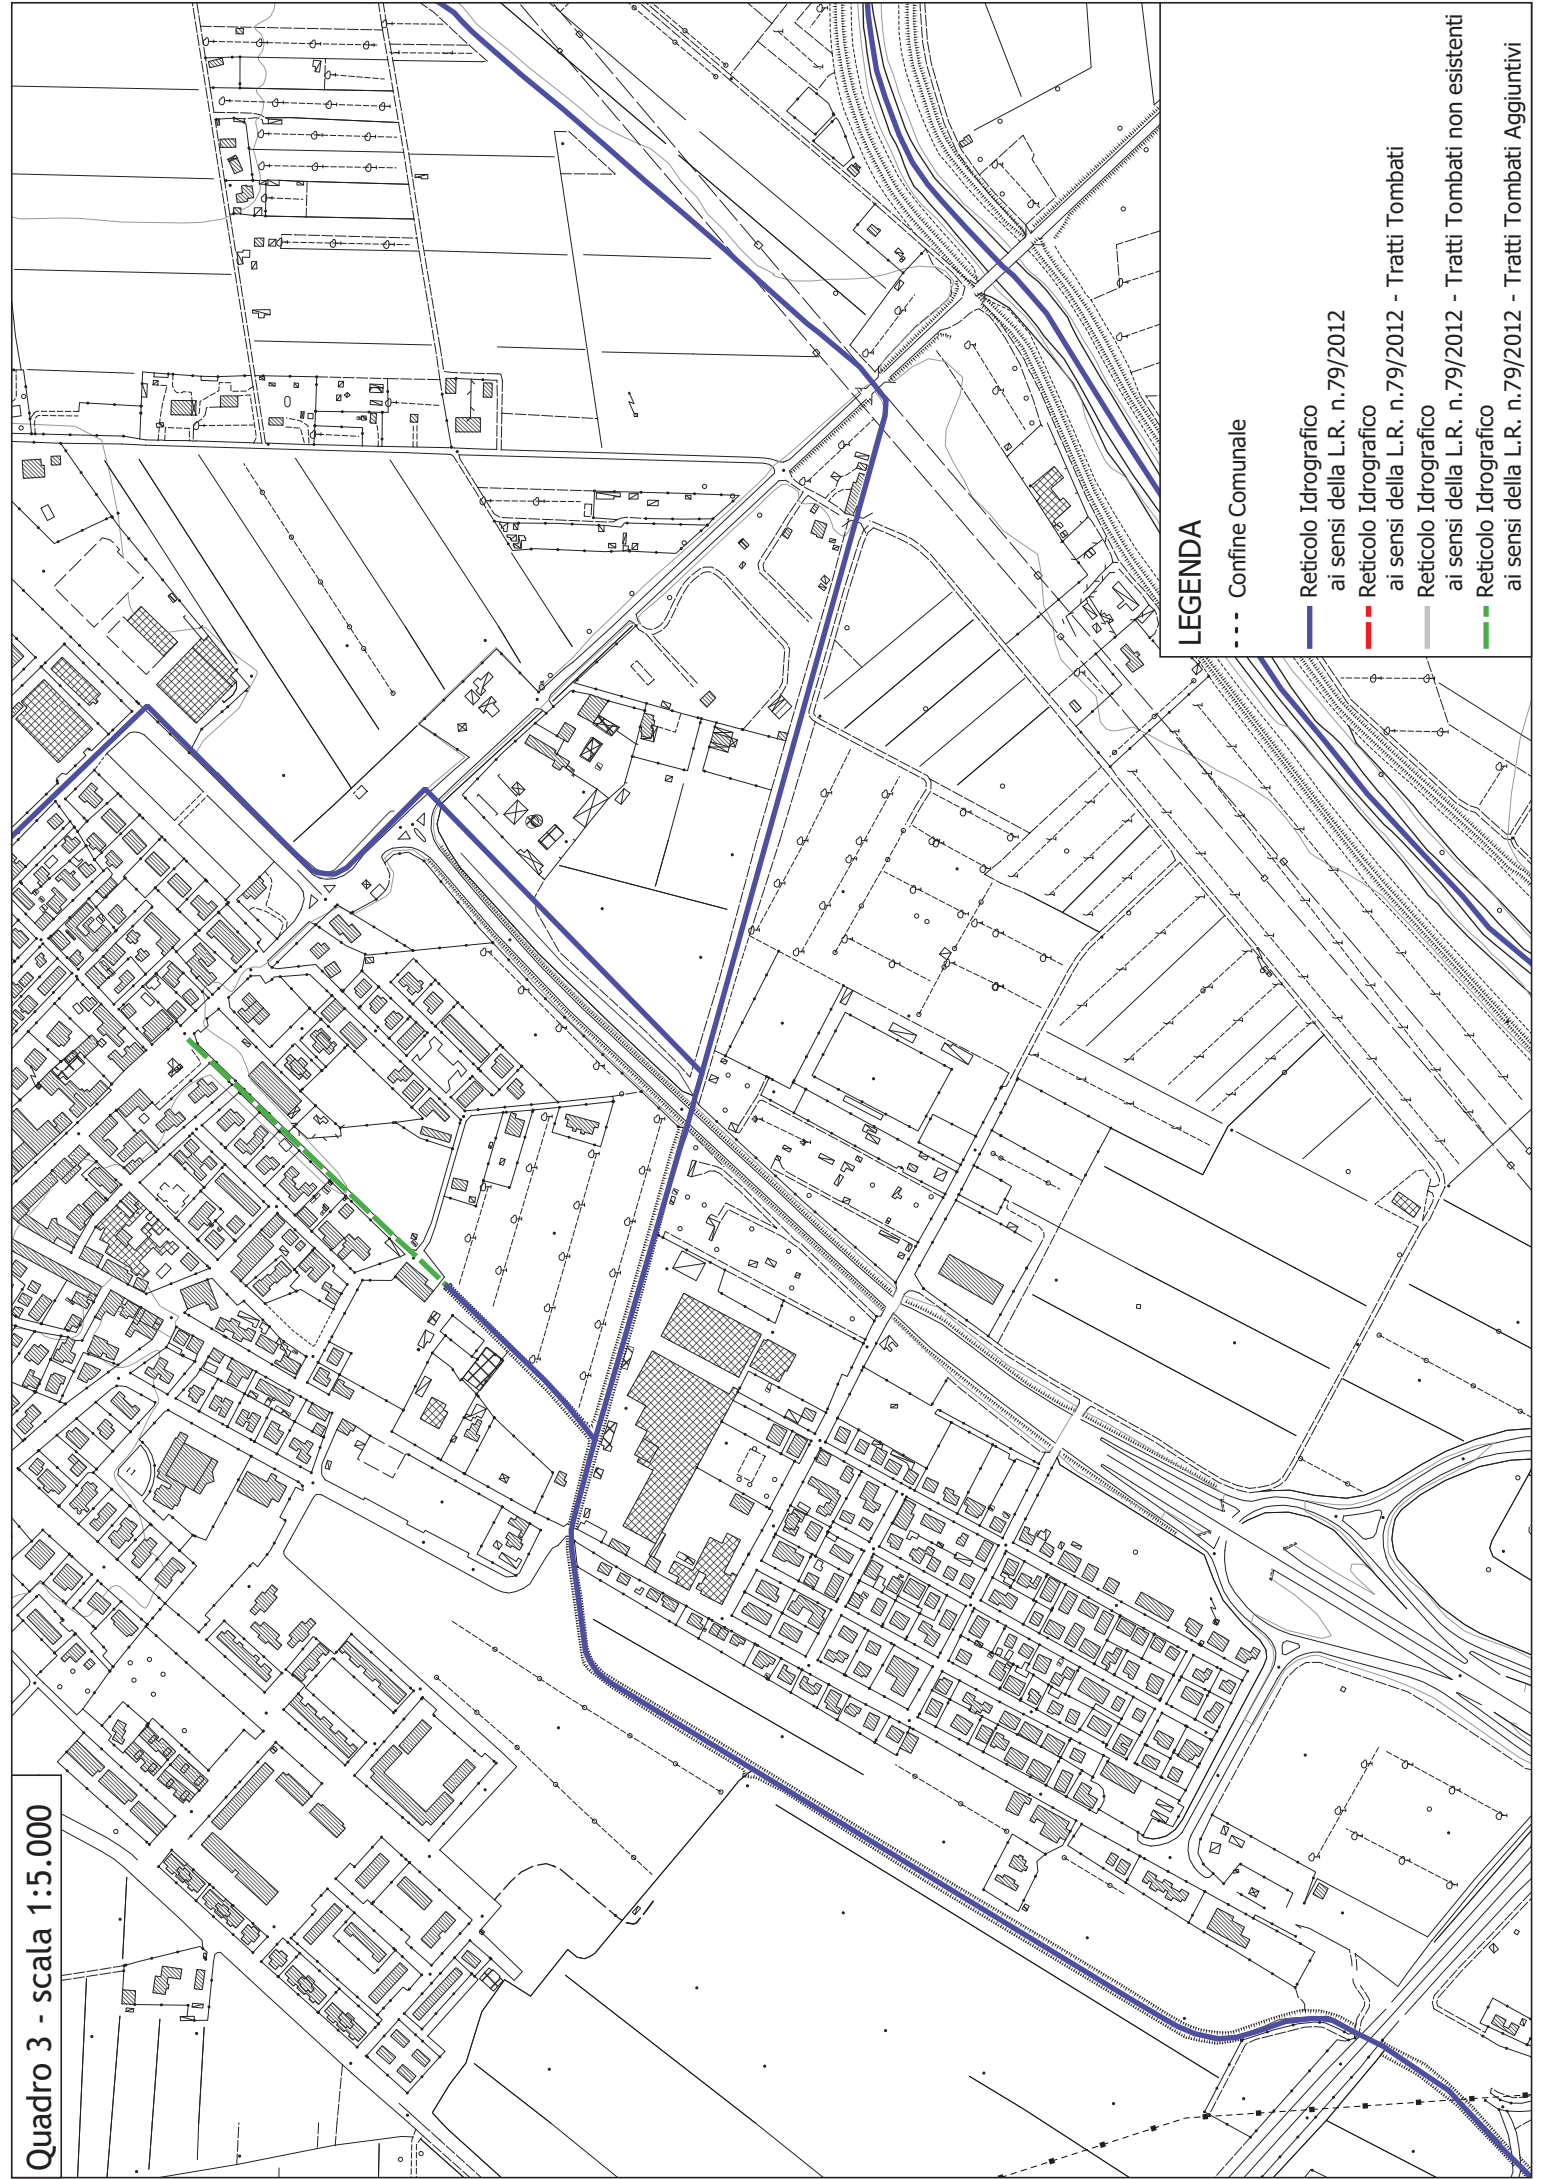 Quadro 3 - scala 1:5.000
LEGENDA
Confine Comunale
Reticolo Idrografico
ai sensi della L.R. n.79/2012
Reticolo Idrografico
ai sensi della L.R. n.79/2012 - Tratti Tombati
Reticolo Idrografico
ai sensi della L.R. n.79/2012 - Tratti Tombati non esistenti
Reticolo Idrografico
ai sensi della L.R. n.79/2012 - Tratti Tombati Aggiuntivi